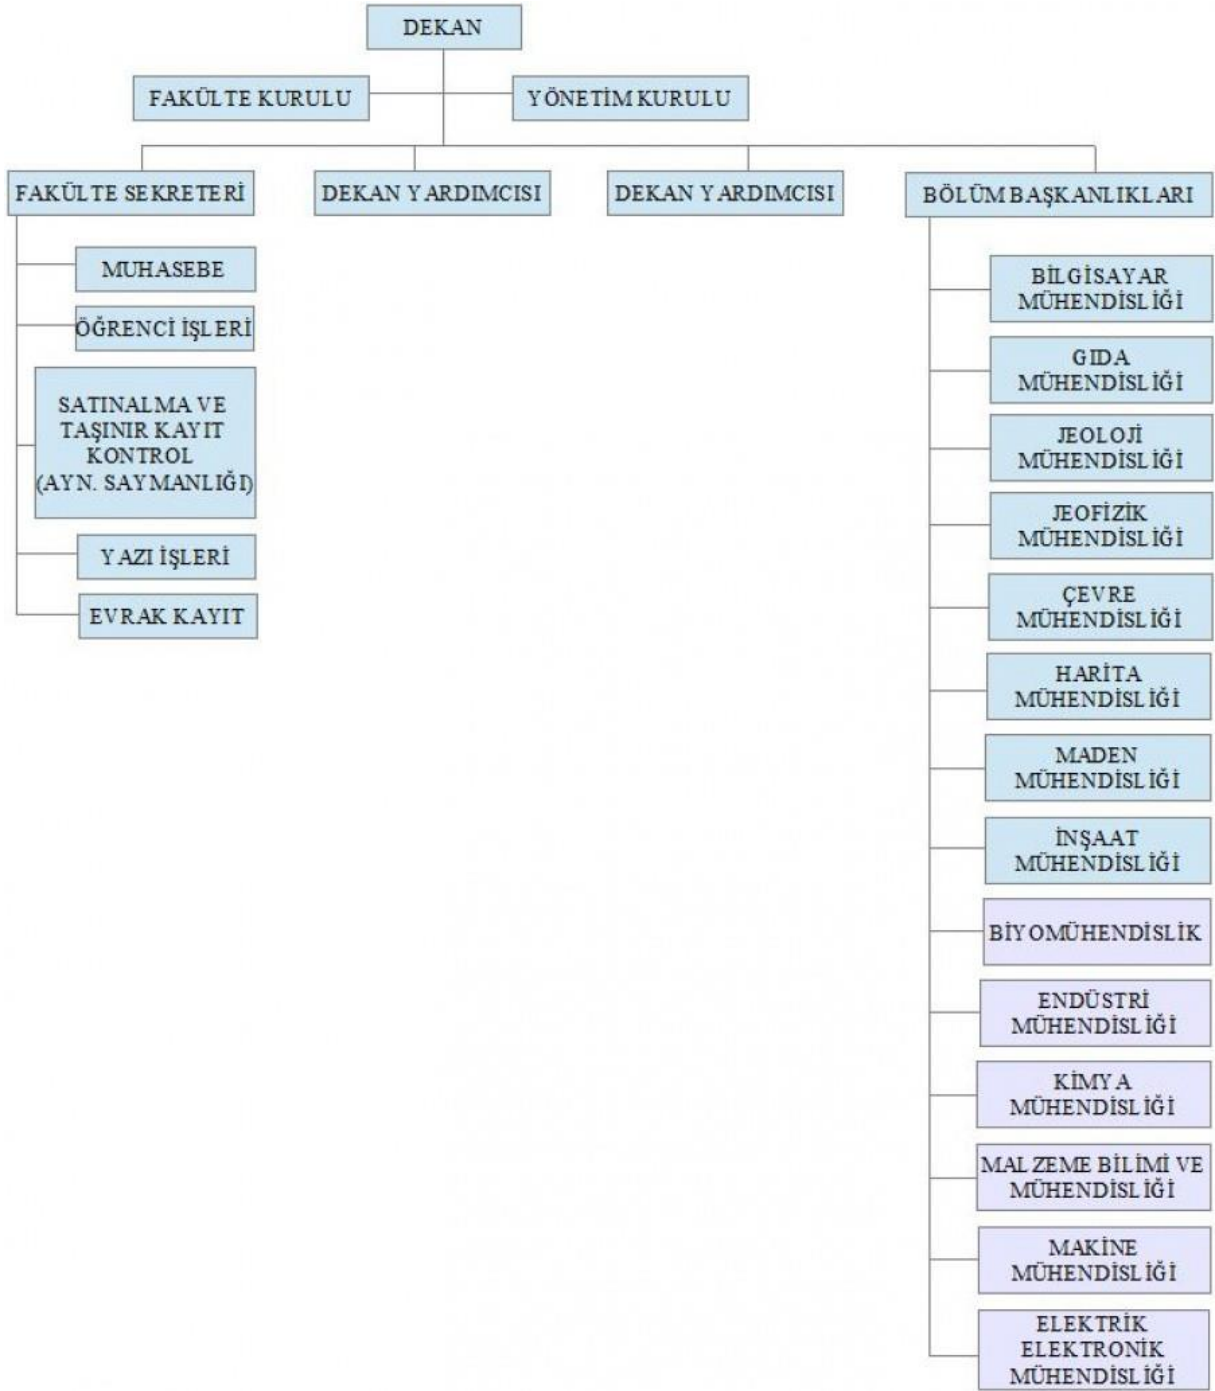 DEKAN
FAKÜLTE KURULU
YÖNETİM KURULU
FAKÜLTE SEKRETERİ
DEKAN YARDIMCISI
DEKAN YARDIMCISI
BÖLÜM BAŞKANLIKLARI
MUHASEBE
ÖĞRENCİ İŞLERİ
SATINALMA VE
TAŞINIR KAYIT
KONTROL
(AYN. SAYMANLIĞI)
YAZI İŞLERİ
EVRAK KAYIT
BİLGİSAYAR
MÜHENDİSLİĞİ
GIDA
MÜHENDİSLİĞİ
JEOLOJİ
MÜHENDİSLİĞİ
JEOFİZİK
MÜHENDİSLİĞİ
ÇEVRE
MÜHENDİSLİĞİ
HARİTA
MÜHENDİSLİĞİ
MADEN
MÜHENDİSLİĞİ
İNŞAAT
MÜHENDİSLİĞİ
BİYOMÜHENDİSLİK
ENDÜSTRİ
MÜHENDİSLİĞİ
KİMYA
MÜHENDİSLİĞİ
MALZEME BİLİMİ VE
MÜHENDİSLİĞİ
MAKİNE
MÜHENDİSLİĞİ
ELEKTRİK
ELEKTRONİK
MÜHENDİSLİĞİ